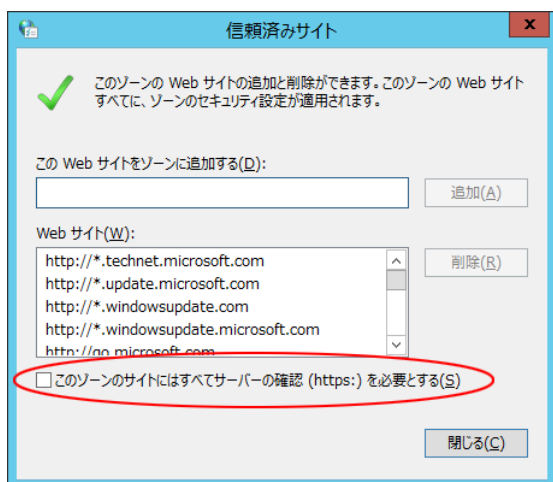 信頼済みサイト
x
このゾーンの Web サイトの追加と削除ができます。このゾーンの Web サイト
すべてに、ゾーンのセキュリティ設定が適用されます。
この Web サイトをゾーンに追加する(D):
追加(A)
Web サイト(W):
http://*.technet.microsoft.com
http://*.update.microsoft.com
http://*.windowsupdate.com
http://*.windowsupdate.microsoft.com
http://go.microsoft.com
削除(R)
このゾーンのサイトにはすべてサーバーの確認 (https:) を必要とする(S)
閉じる(C)